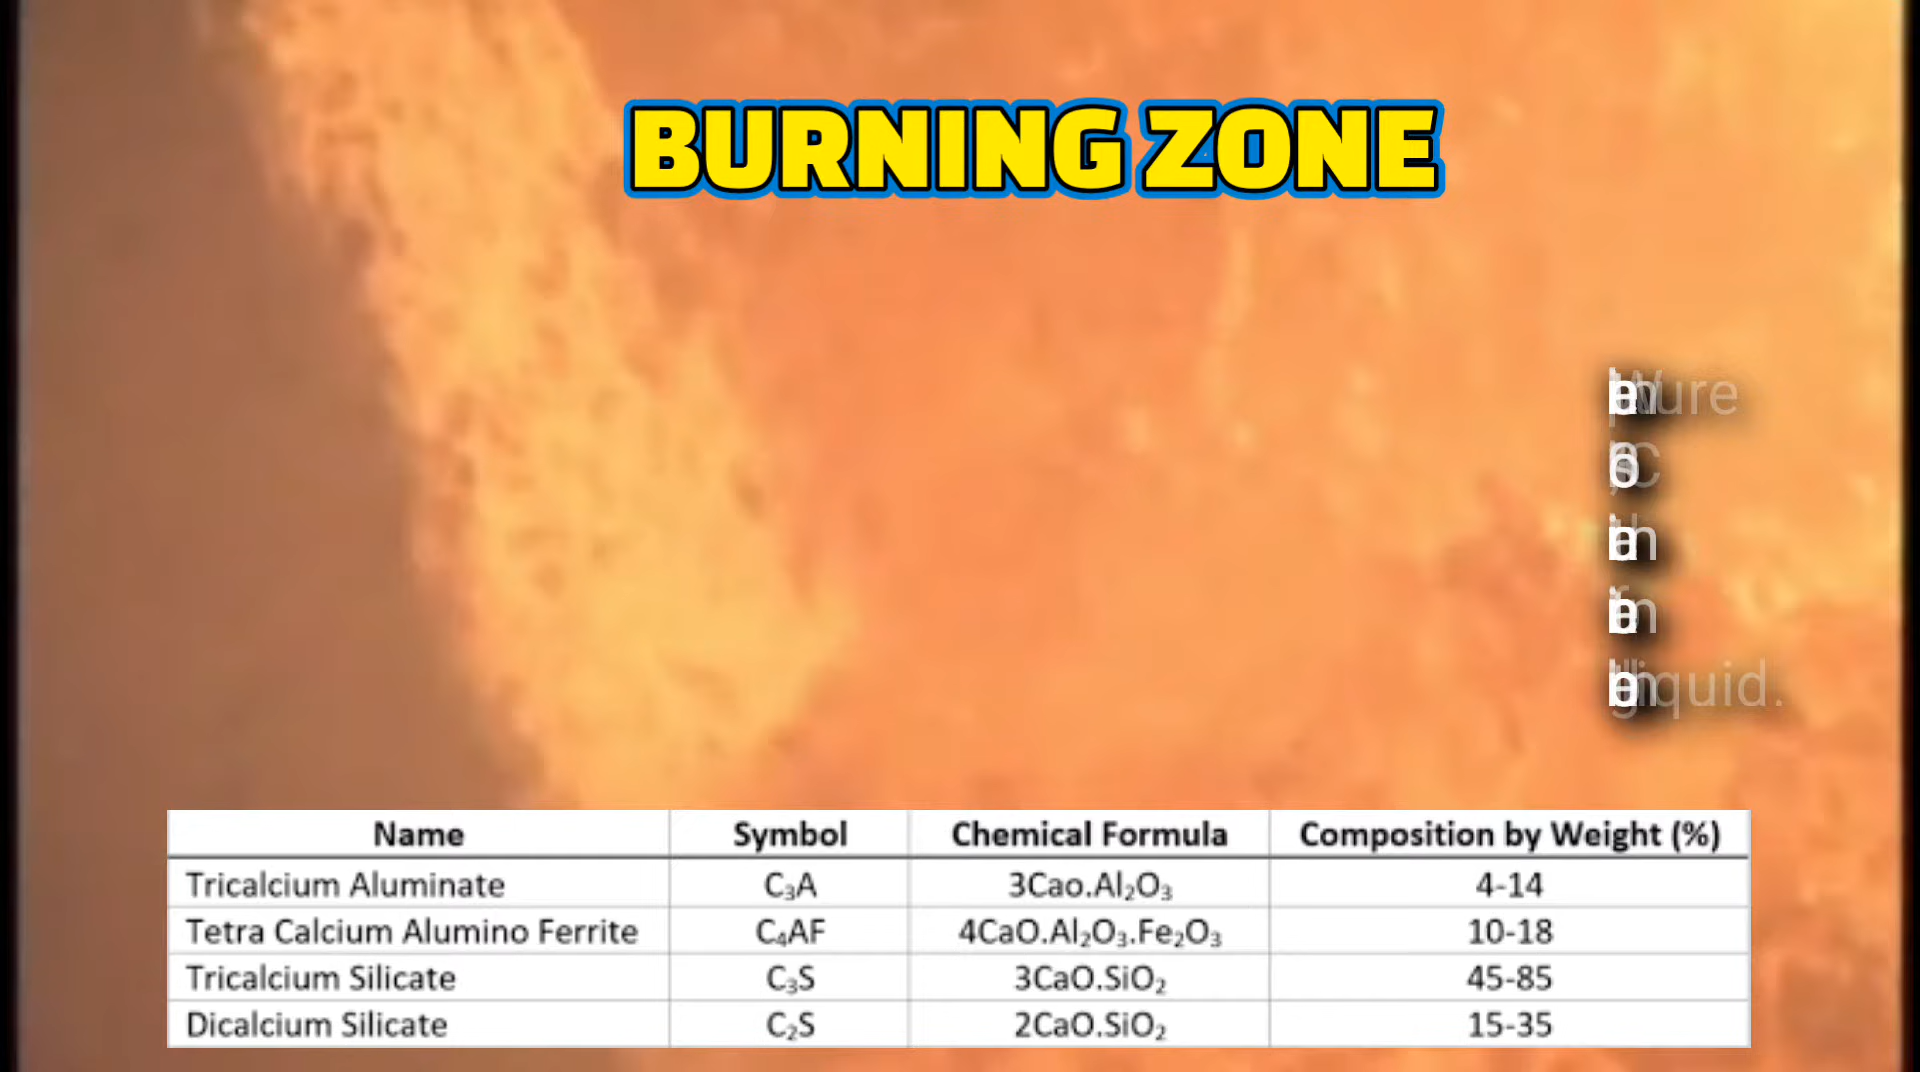 BURNING ZONE
Name Symbol Chemical Formula Composition by Weight (%)
Tricalcium Aluminate C₃A 3Cao.Al₂O₃ 4-14
Tetra Calcium Alumino Ferrite C₄AF 4CaO.Al₂O₃.Fe₂O₃ 10-18
Tricalcium Silicate C₃S 3CaO.SiO₂ 45-85
Dicalcium Silicate C₂S 2CaO.SiO₂ 15-35